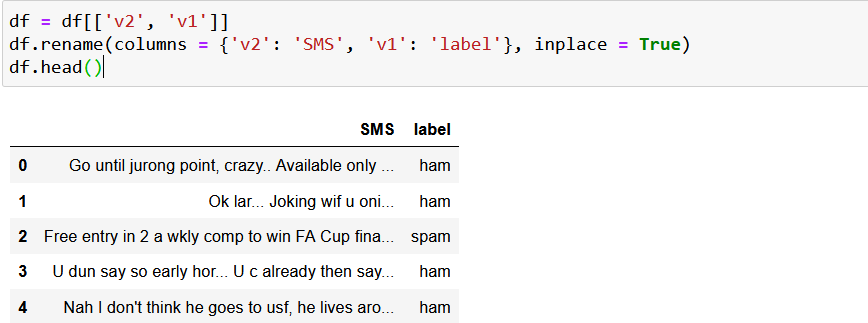 df = df[['v2', 'v1']]
df.rename(columns = {'v2': 'SMS', 'v1': 'label'}, inplace = True)
df.head()
SMS label
0 Go until jurong point, crazy.. Available only ... ham
1 Ok lar... Joking wif u oni... ham
2 Free entry in 2 a wkly comp to win FA Cup fina... spam
3 U dun say so early hor... U c already then say... ham
4 Nah I don't think he goes to usf, he lives aro... ham